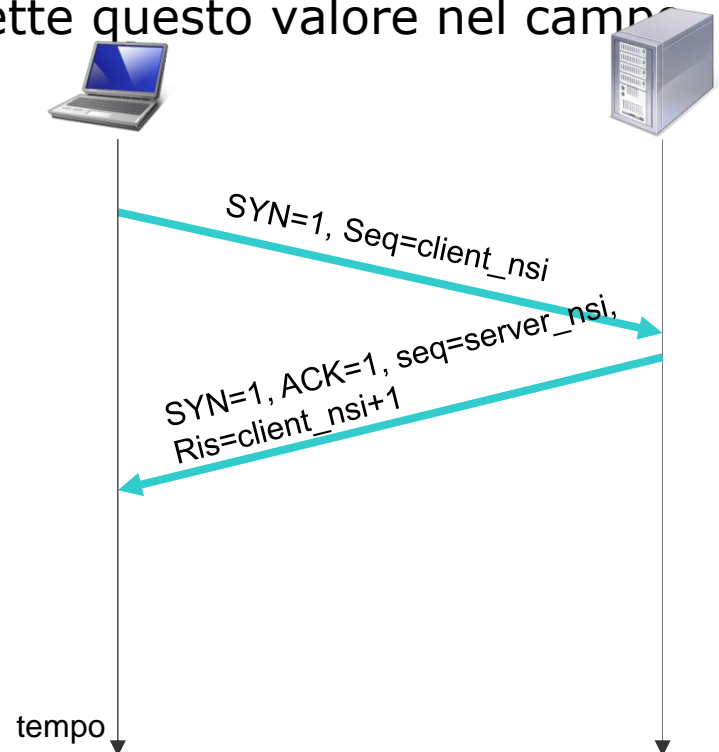 ette questo valore nel campo
SYN=1, Seq=client_nsi
SYN=1, ACK=1, seq=server_nsi,
Ris=client_nsi+1
tempo